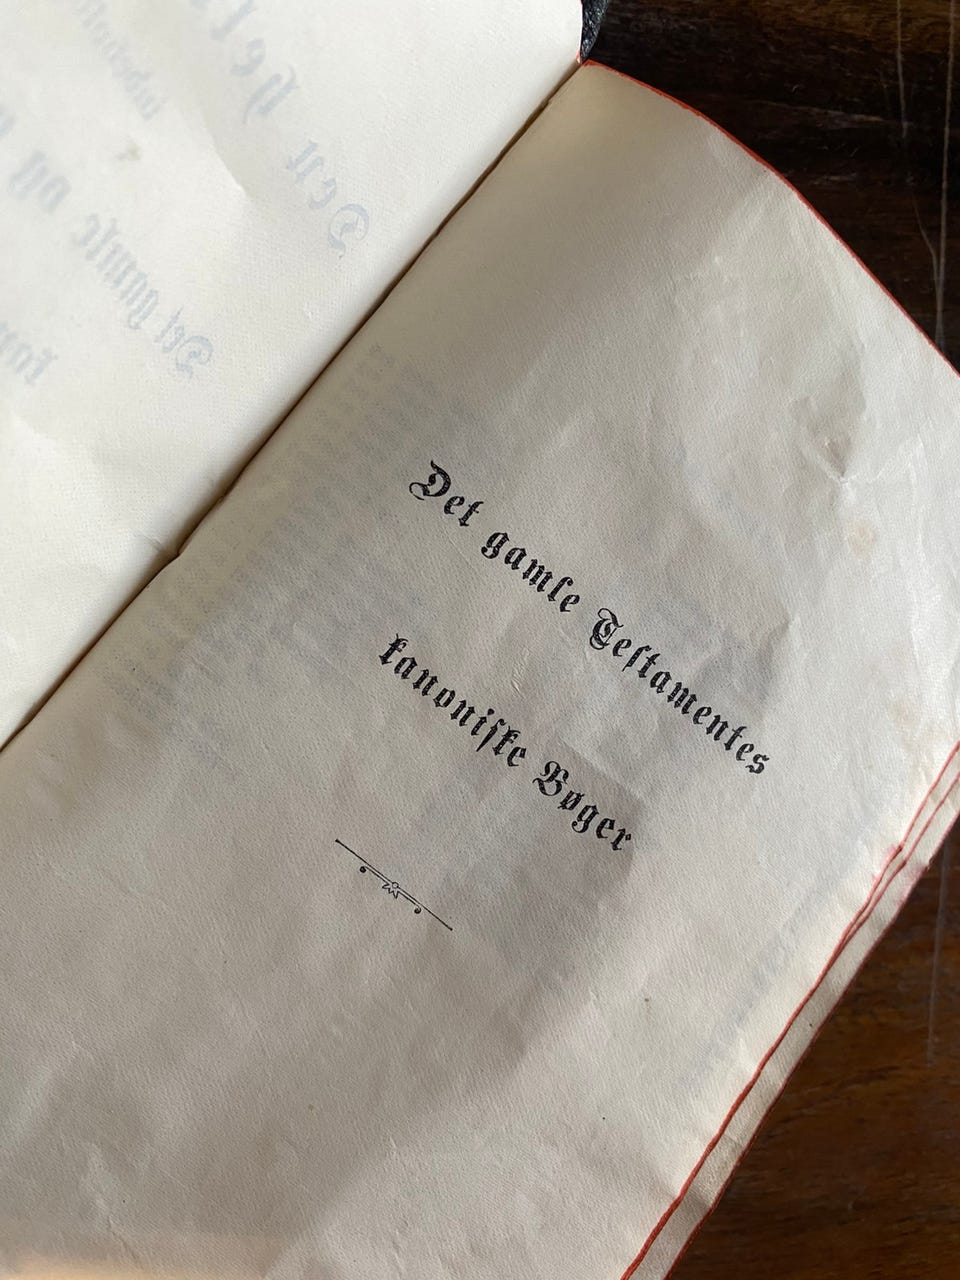 Det gamle Testamentes
kanoniske Bøger